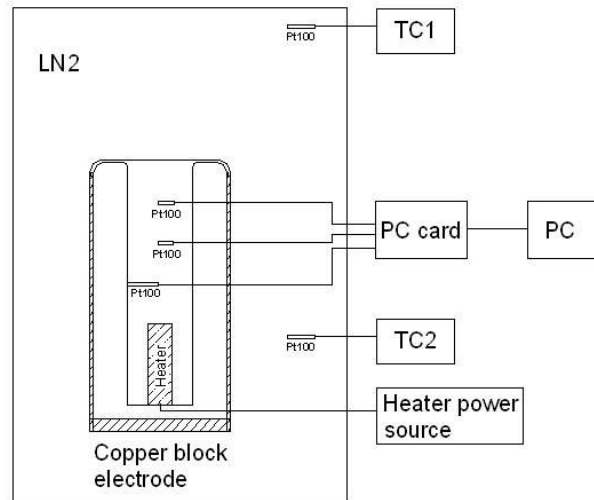 Pt100
TC1
LN2
Pt100
Pt100
PC card
PC
Pt100
Pt100
TC2
Heater
Heater power
source
Copper block
electrode